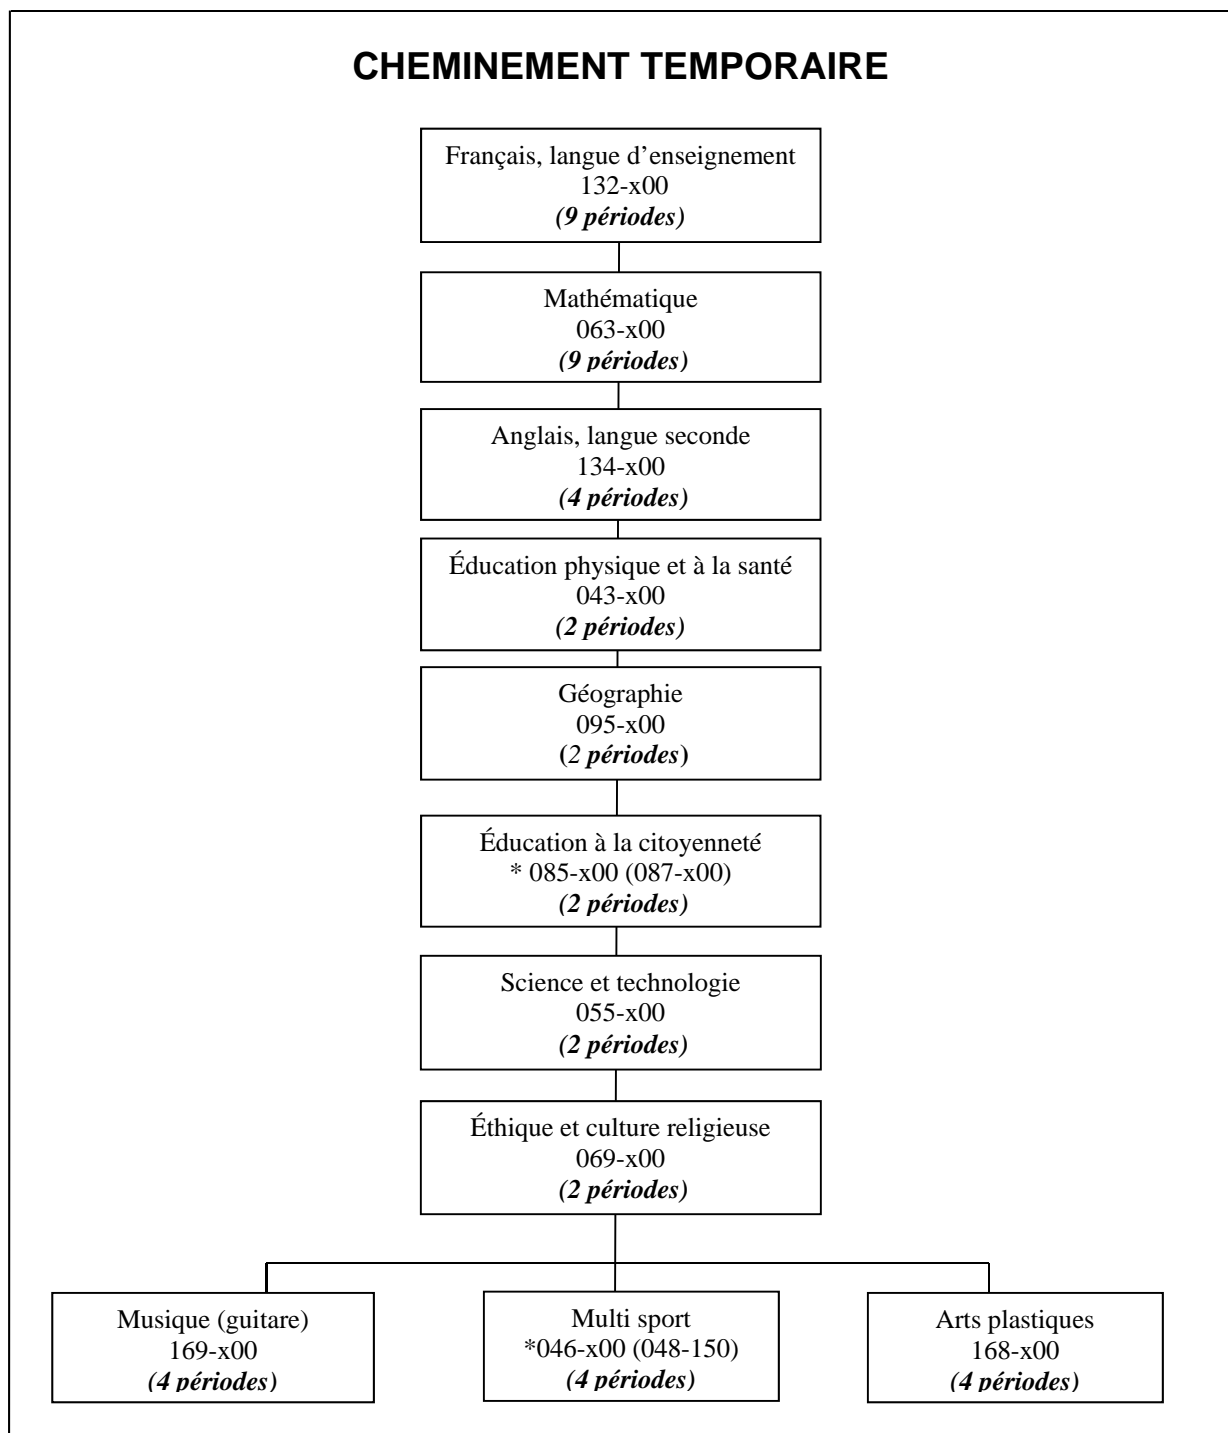 CHEMINEMENT TEMPORAIRE
Français, langue d'enseignement
132-x00
(9 périodes)
Mathématique
063-x00
(9 périodes)
Anglais, langue seconde
134-x00
(4 périodes)
Éducation physique et à la santé
043-x00
(2 périodes)
Géographie
095-x00
(2 périodes)
Éducation à la citoyenneté
* 085-x00 (087-x00)
(2 périodes)
Science et technologie
055-x00
(2 périodes)
Éthique et culture religieuse
069-x00
(2 périodes)
Musique (guitare)
169-x00
(4 périodes)
Multi sport
*046-x00 (048-150)
(4 périodes)
Arts plastiques
168-x00
(4 périodes)